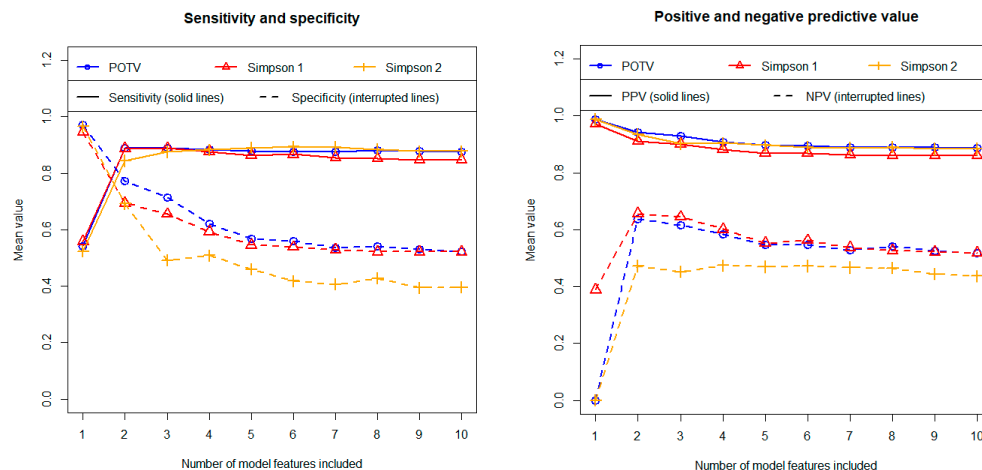 Sensitivity and specificity
POTV Simpson 1 Simpson 2
Sensitivity (solid lines) Specificity (interrupted lines)
Mean value
1.2
1.0
0.8
0.6
0.4
0.2
0.0
1 2 3 4 5 6 7 8 9 10
Number of model features included
Positive and negative predictive value
POTV Simpson 1 Simpson 2
PPV (solid lines) NPV (interrupted lines)
Mean value
1.2
1.0
0.8
0.6
0.4
0.2
0.0
1 2 3 4 5 6 7 8 9 10
Number of model features included